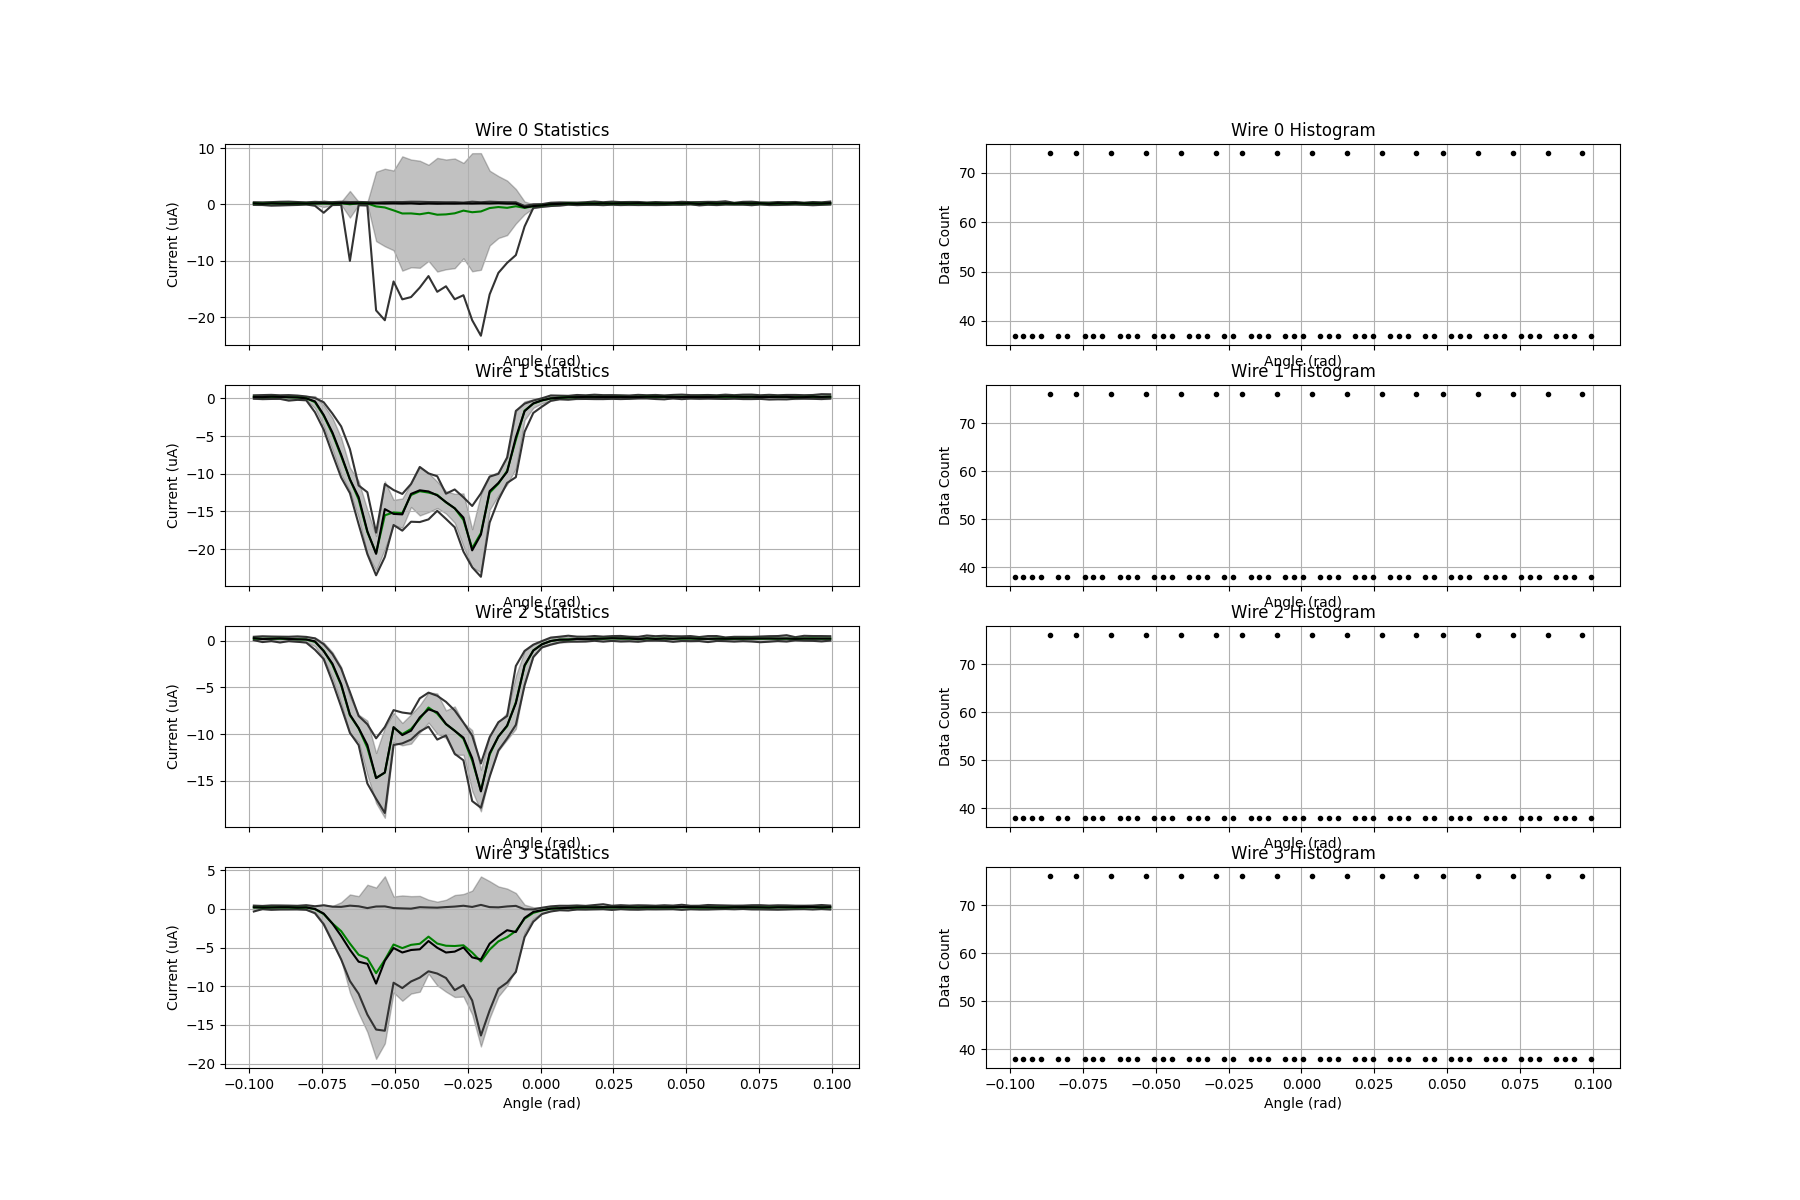 Wire 0 Statistics
10
0
−10
−20
Current (uA)
Angle (rad)
Wire 0 Histogram
70
60
50
40
Data Count
Angle (rad)
Wire 1 Statistics
0
−5
−10
−15
−20
Current (uA)
Angle (rad)
Wire 1 Histogram
70
60
50
40
Data Count
Angle (rad)
Wire 2 Statistics
0
−5
−10
−15
Current (uA)
Angle (rad)
Wire 2 Histogram
70
60
50
40
Data Count
Angle (rad)
Wire 3 Statistics
5
0
−5
−10
−15
−20
Current (uA)
−0.100 −0.075 −0.050 −0.025 0.000 0.025 0.050 0.075 0.100
Angle (rad)
Wire 3 Histogram
70
60
50
40
Data Count
−0.100 −0.075 −0.050 −0.025 0.000 0.025 0.050 0.075 0.100
Angle (rad)